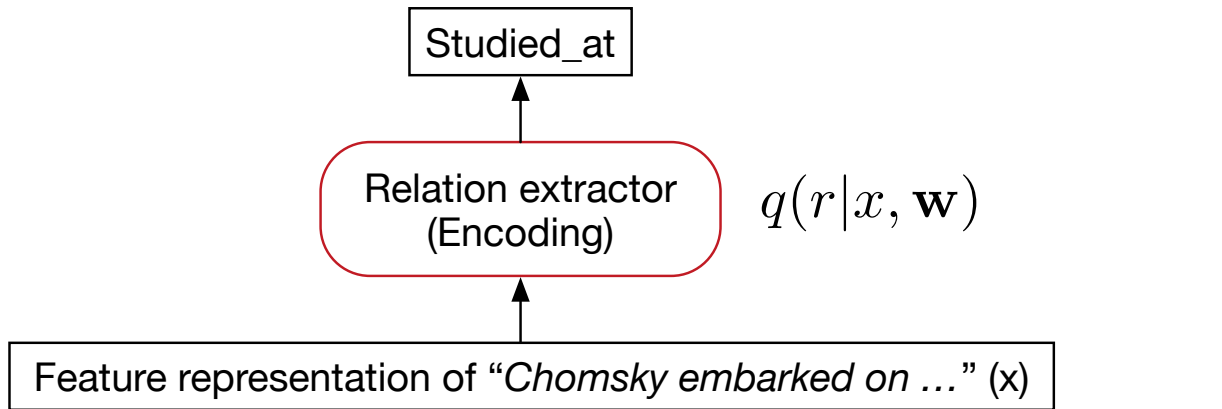 Studied_at
Relation extractor
(Encoding)
q(r|x, w)
Feature representation of “Chomsky embarked on …” (x)